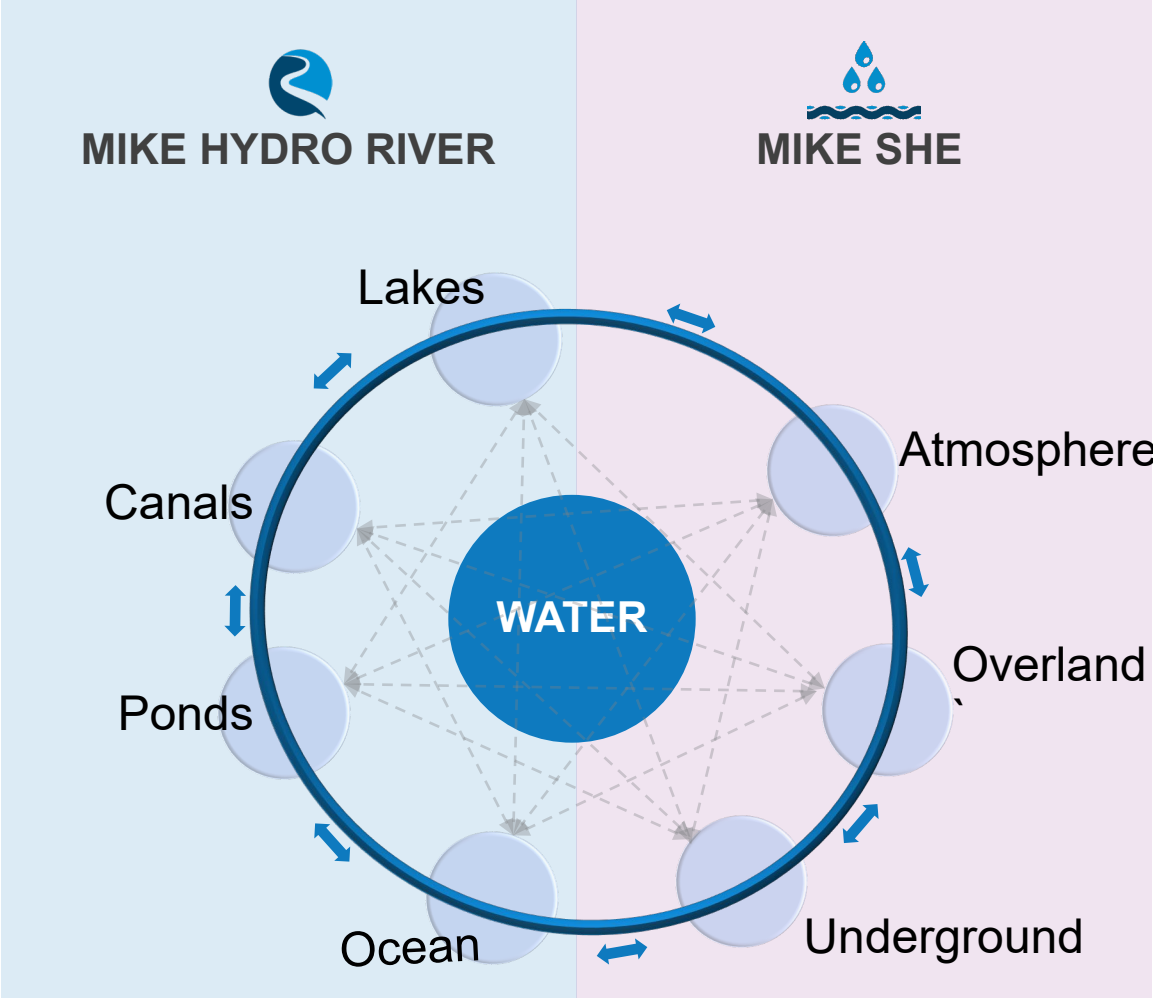 MIKE HYDRO RIVER
MIKE SHE
Lakes
Atmosphere
Canals
WATER
Overland
`
Ponds
Underground
Ocean